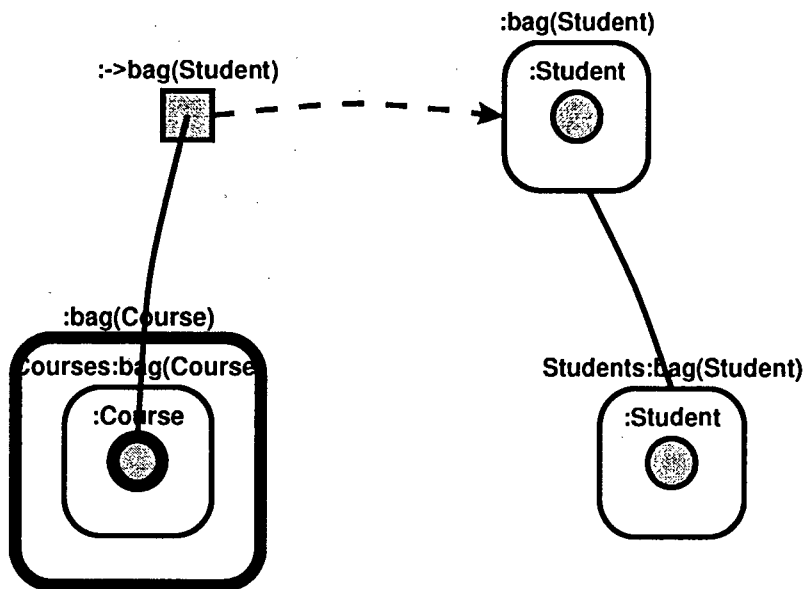 :bag(Student)
:->bag(Student)
:Student
:bag(Course)
Courses:bag(Course
Students:bag(Student)
:Course
:Student